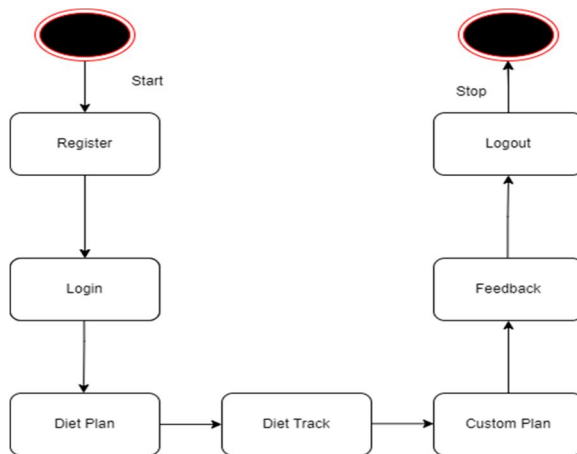 Start
Register
Login
Diet Plan
Diet Track
Custom Plan
Feedback
Logout
Stop